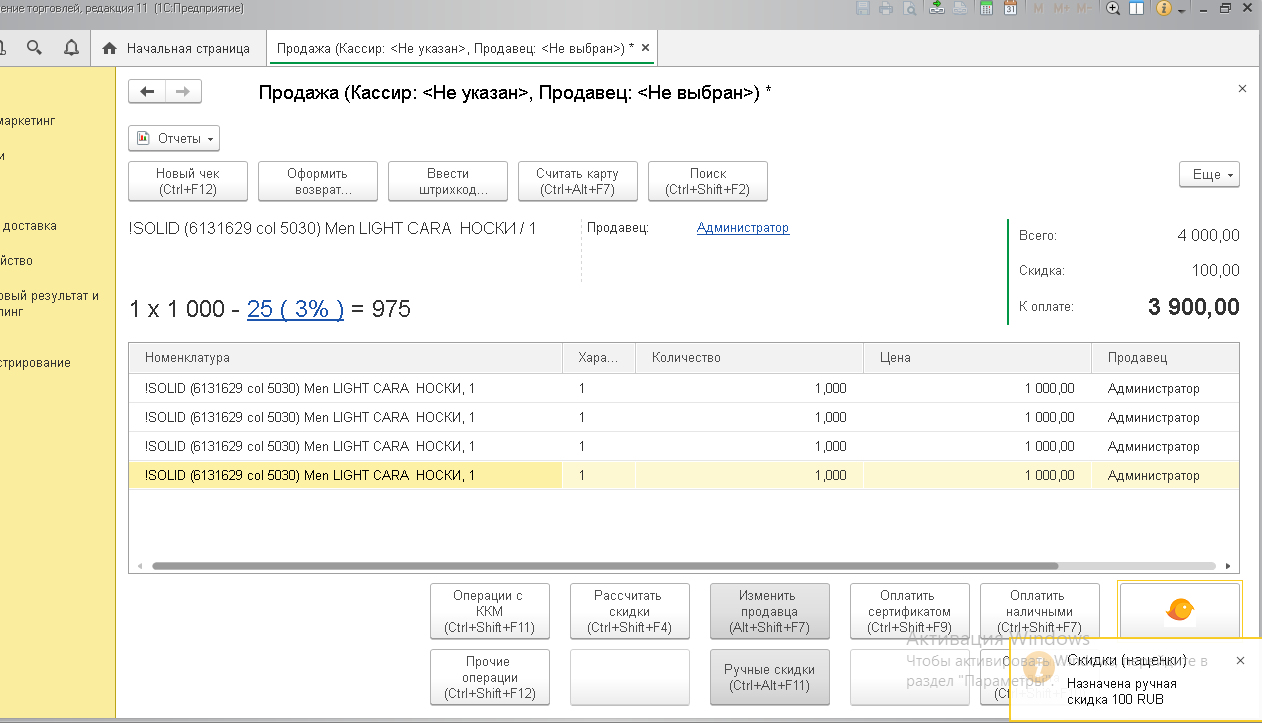 ение торговлей, редакция 11 (1С:Предприятие)
M M+ M-
31
Начальная страница
Продажа (Кассир: <Не указан>, Продавец: <Не выбран>) * ×
Продажа (Кассир: <Не указан>, Продавец: <Не выбран>) *
маркетинг
и
доставка
йство
овый результат и
линг
стрирование
Отчеты
Новый чек
(Ctrl+F12)
Оформить
возврат...
Ввести
штрихкод...
Считать карту
(Ctrl+Alt+F7)
Поиск
(Ctrl+Shift+F2)
Еще
!SOLID (6131629 col 5030) Men LIGHT CARA НОСКИ / 1
Продавец: Администратор
Всего: 4 000,00
Скидка: 100,00
К оплате: 3 900,00
1 x 1 000 - 25 ( 3% ) = 975
Номенклатура Хара... Количество Цена Продавец
!SOLID (6131629 col 5030) Men LIGHT CARA НОСКИ, 1 1 1,000 1 000,00 Администратор
!SOLID (6131629 col 5030) Men LIGHT CARA НОСКИ, 1 1 1,000 1 000,00 Администратор
!SOLID (6131629 col 5030) Men LIGHT CARA НОСКИ, 1 1 1,000 1 000,00 Администратор
!SOLID (6131629 col 5030) Men LIGHT CARA НОСКИ, 1 1 1,000 1 000,00 Администратор
Операции с
ККМ
(Ctrl+Shift+F11)
Рассчитать
скидки
(Ctrl+Shift+F4)
Изменить
продавца
(Alt+Shift+F7)
Оплатить
сертификатом
(Ctrl+Shift+F9)
Оплатить
наличными
(Ctrl+Shift+F7)
Прочие
операции
(Ctrl+Shift+F12)
Ручные скидки
(Ctrl+Alt+F11)
Активация Windows
Чтобы активировать W в
раздел "Параметры".
Скидки (наценки)
Назначена ручная
скидка 100 RUB